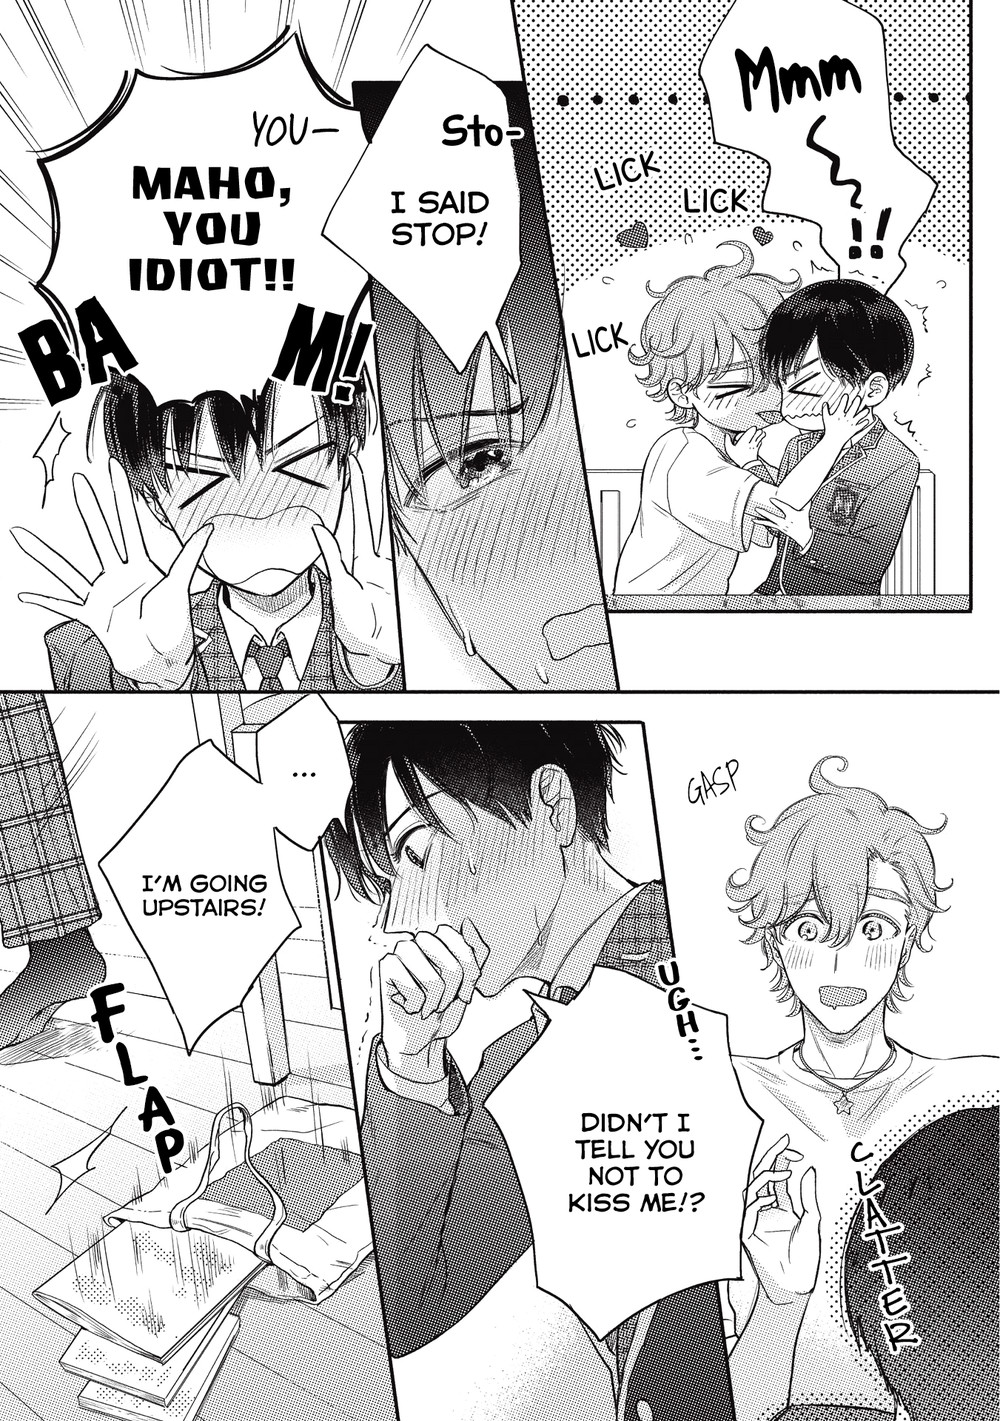 Mmm
!!
LICK
LICK
LICK
Sto-
I SAID
STOP!
YOU—
MAHO,
YOU
IDIOT!!
BAM!
GASP
CLATTER
UGH...
DIDN'T I
TELL YOU
NOT TO
KISS ME!?
...
I'M GOING
UPSTAIRS!
FLAP